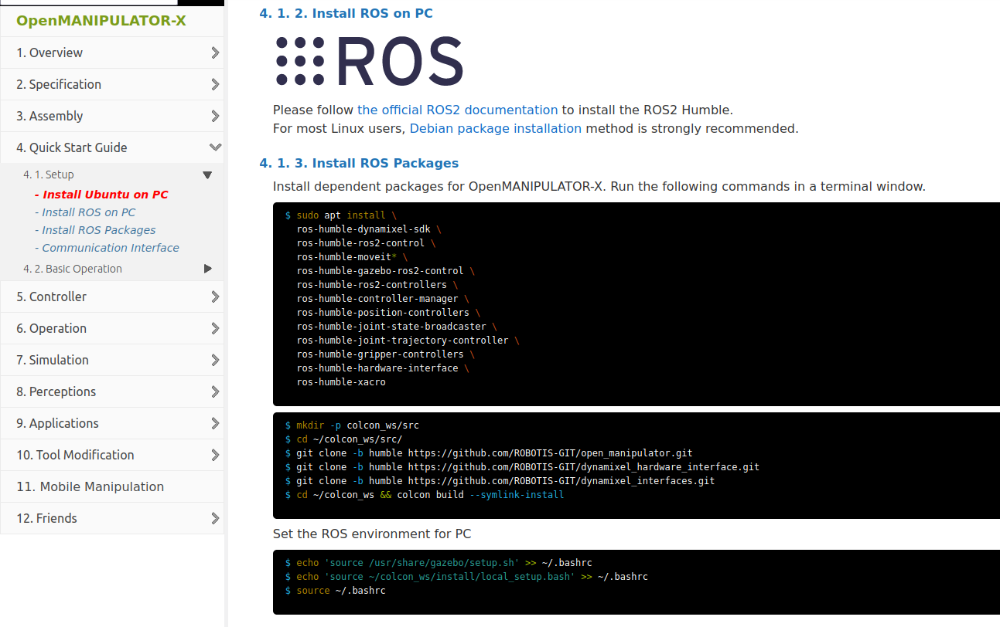 OpenMANIPULATOR-X
1. Overview
2. Specification
3. Assembly
4. Quick Start Guide
4. 1. Setup
- Install Ubuntu on PC
- Install ROS on PC
- Install ROS Packages
- Communication Interface
4. 2. Basic Operation
5. Controller
6. Operation
7. Simulation
8. Perceptions
9. Applications
10. Tool Modification
11. Mobile Manipulation
12. Friends
4. 1. 2. Install ROS on PC
ROS
Please follow the official ROS2 documentation to install the ROS2 Humble.
For most Linux users, Debian package installation method is strongly recommended.
4. 1. 3. Install ROS Packages
Install dependent packages for OpenMANIPULATOR-X. Run the following commands in a terminal window.
$ sudo apt install \
ros-humble-dynamixel-sdk \
ros-humble-ros2-control \
ros-humble-moveit* \
ros-humble-gazebo-ros2-control \
ros-humble-ros2-controllers \
ros-humble-controller-manager \
ros-humble-position-controllers \
ros-humble-joint-state-broadcaster \
ros-humble-joint-trajectory-controller \
ros-humble-gripper-controllers \
ros-humble-hardware-interface \
ros-humble-xacro
$ mkdir -p colcon_ws/src
$ cd ~/colcon_ws/src/
$ git clone -b humble https://github.com/ROBOTIS-GIT/open_manipulator.git
$ git clone -b humble https://github.com/ROBOTIS-GIT/dynamixel_hardware_interface.git
$ git clone -b humble https://github.com/ROBOTIS-GIT/dynamixel_interfaces.git
$ cd ~/colcon_ws && colcon build --symlink-install
Set the ROS environment for PC
$ echo 'source /usr/share/gazebo/setup.sh' >> ~/.bashrc
$ echo 'source ~/colcon_ws/install/local_setup.bash' >> ~/.bashrc
$ source ~/.bashrc